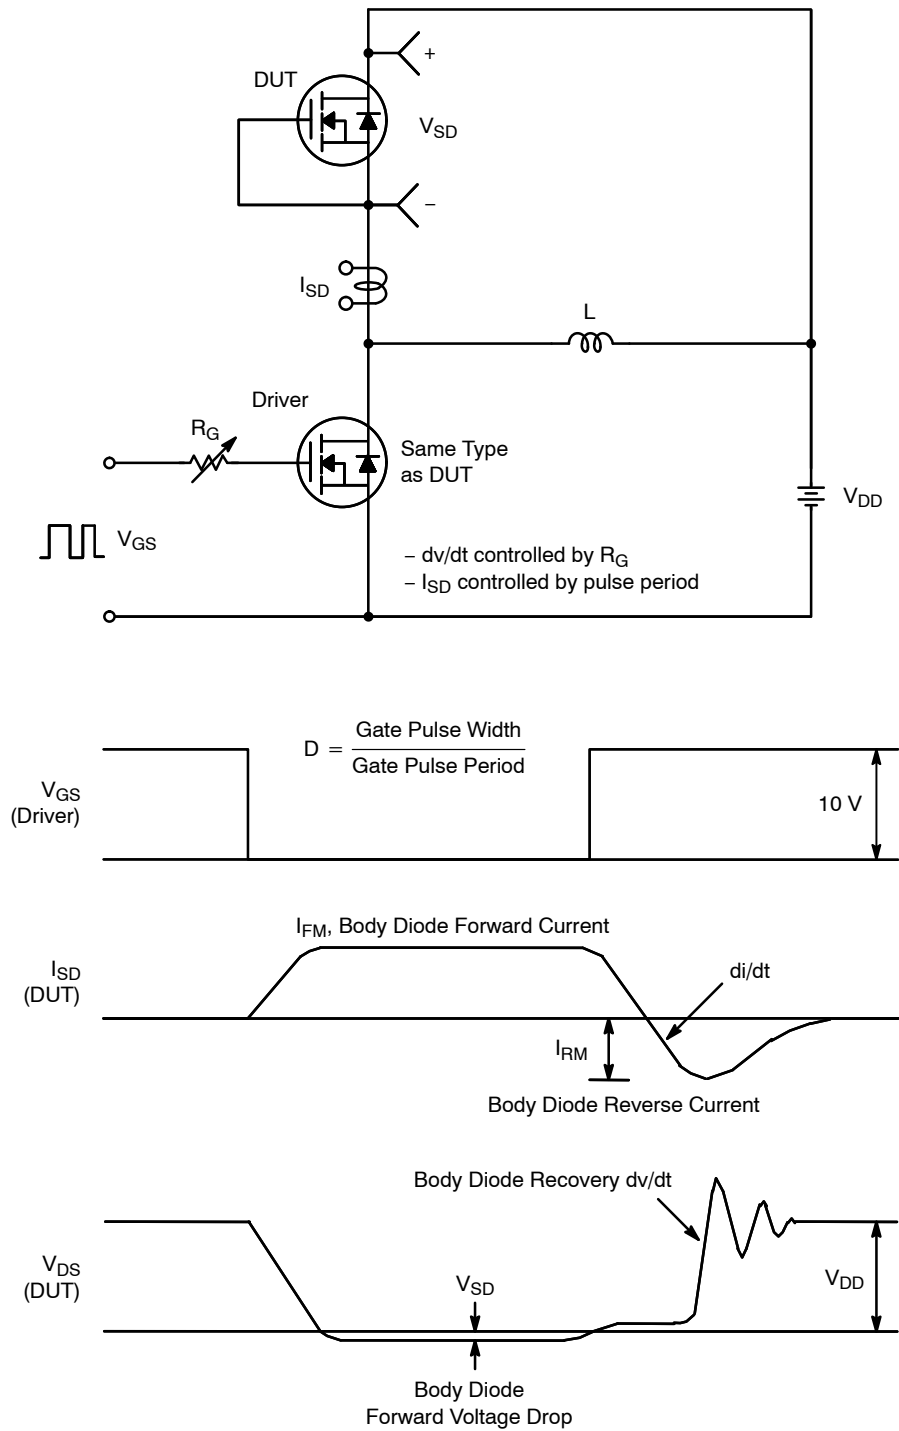 +
DUT
V_SD
−
I_SD
L
Driver
R_G
Same Type
as DUT
V_DD
V_GS
− dv/dt controlled by R_G
− I_SD controlled by pulse period
D = Gate Pulse Width / Gate Pulse Period
V_GS
(Driver)
10 V
I_FM, Body Diode Forward Current
I_SD
(DUT)
di/dt
I_RM
Body Diode Reverse Current
Body Diode Recovery dv/dt
V_DS
(DUT)
V_SD
V_DD
Body Diode
Forward Voltage Drop